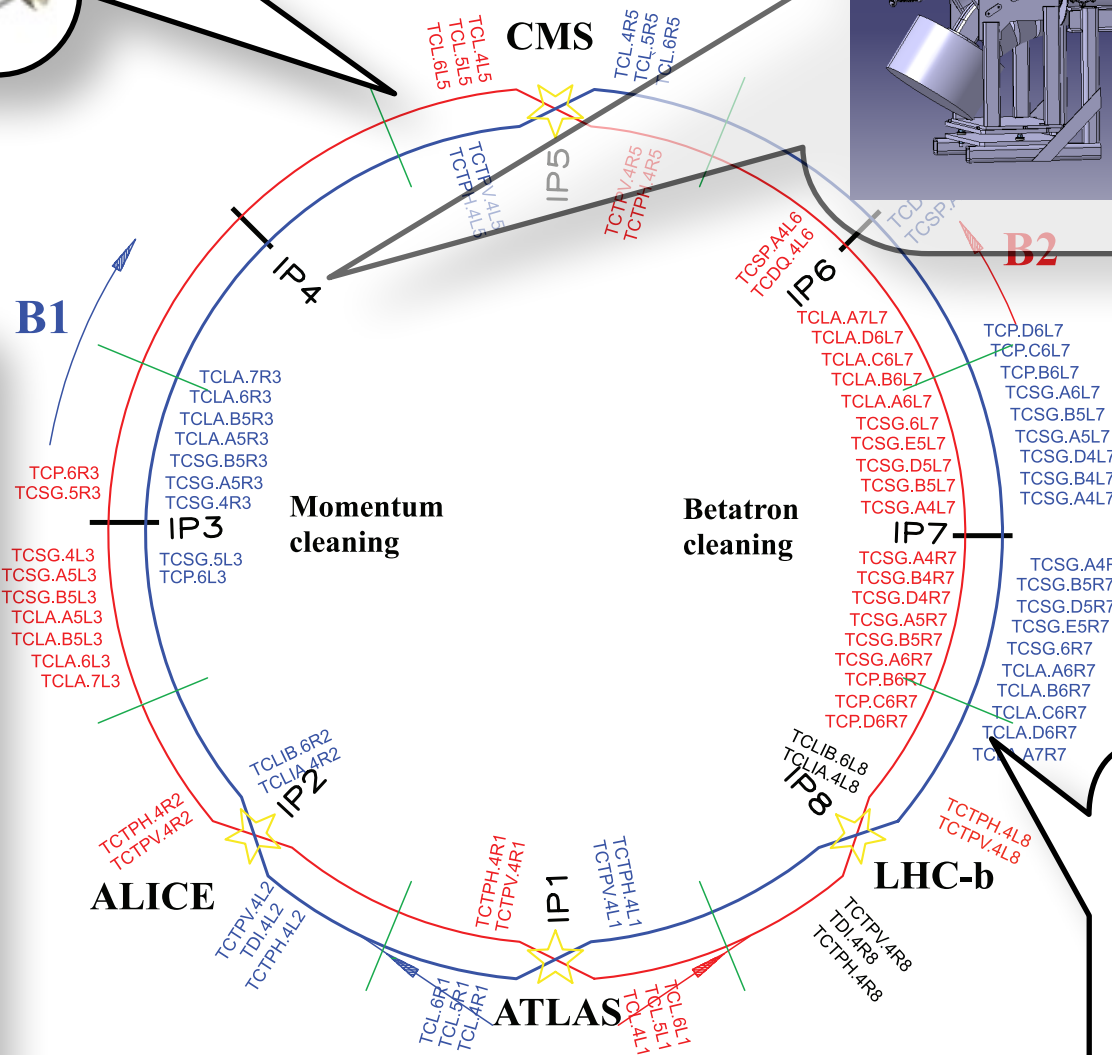 CMS
TCL.4L5
TCL.5L5
TCL.6L5
TCL.4R5
TCL.5R5
TCL.6R5
IP5
TCTPV.4L5
TCTPH.4L5
TCTPV.4R5
TCTPH.4R5
IP4
TCSP.A4L6
TCDQ.4L6
IP6
B1
B2
TCLA.7R3
TCLA.6R3
TCLA.B5R3
TCLA.A5R3
TCSG.B5R3
TCSG.A5R3
TCSG.4R3
TCP.6R3
TCSG.5R3
IP3
TCSG.5L3
TCP.6L3
TCSG.4L3
TCSG.A5L3
TCSG.B5L3
TCLA.A5L3
TCLA.B5L3
TCLA.6L3
TCLA.7L3
Momentum
cleaning
Betatron
cleaning
TCLA.A7L7
TCLA.D6L7
TCLA.C6L7
TCLA.B6L7
TCLA.A6L7
TCSG.6L7
TCSG.E5L7
TCSG.D5L7
TCSG.B5L7
TCSG.A4L7
IP7
TCSG.A4R7
TCSG.B4R7
TCSG.D4R7
TCSG.A5R7
TCSG.B5R7
TCSG.A6R7
TCP.B6R7
TCP.C6R7
TCP.D6R7
TCP.D6L7
TCP.C6L7
TCP.B6L7
TCSG.A6L7
TCSG.B5L7
TCSG.A5L7
TCSG.D4L7
TCSG.B4L7
TCSG.A4L7
TCSG.B5R7
TCSG.D5R7
TCSG.E5R7
TCSG.6R7
TCLA.A6R7
TCLA.B6R7
TCLA.C6R7
TCLA.D6R7
TCLA.A7R7
TCLIB.6R2
TCLIA.4R2
IP2
TCTPH.4R2
TCTPV.4R2
ALICE
TCTPV.4L2
TDI.4L2
TCTPH.4L2
TCLIB.6L8
TCLIA.4L8
IP8
TCTPH.4L8
TCTPV.4L8
LHC-b
TCTPV.4R8
TDI.4R8
TCTPH.4R8
TCTPH.4R1
TCTPV.4R1
IP1
TCTPH.4L1
TCTPV.4L1
TCL.6R1
TCL.5R1
TCL.4R1
ATLAS
TCL.6L1
TCL.5L1
TCL.4L1